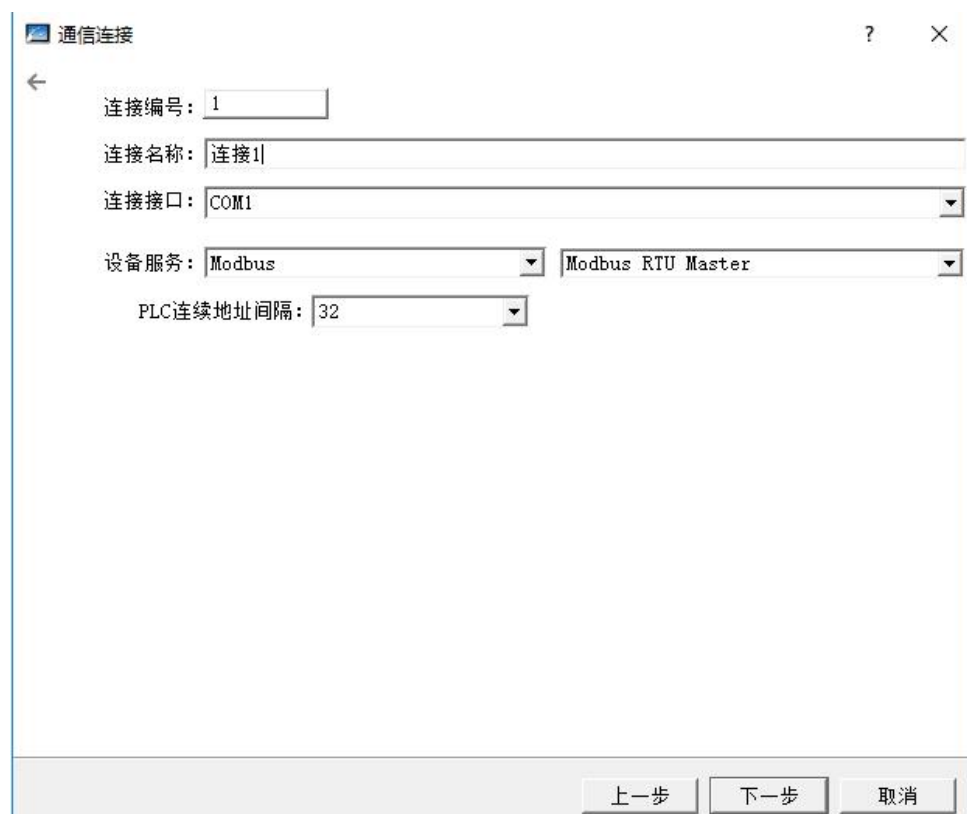 通信连接
连接编号: 1
连接名称: 连接1
连接接口: COM1
设备服务: Modbus Modbus RTU Master
PLC连续地址间隔: 32
上一步 下一步 取消